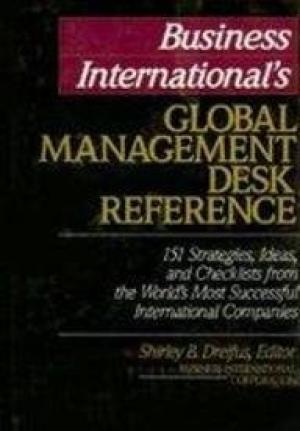 Business
International's
GLOBAL
MANAGEMENT
DESK
REFERENCE
151 Strategies, Ideas,
and Checklists from
the World's Most Successful
International Companies
Shirley B. Dreifus, Editor
BUSINESS INTERNATIONAL
CORPORATION